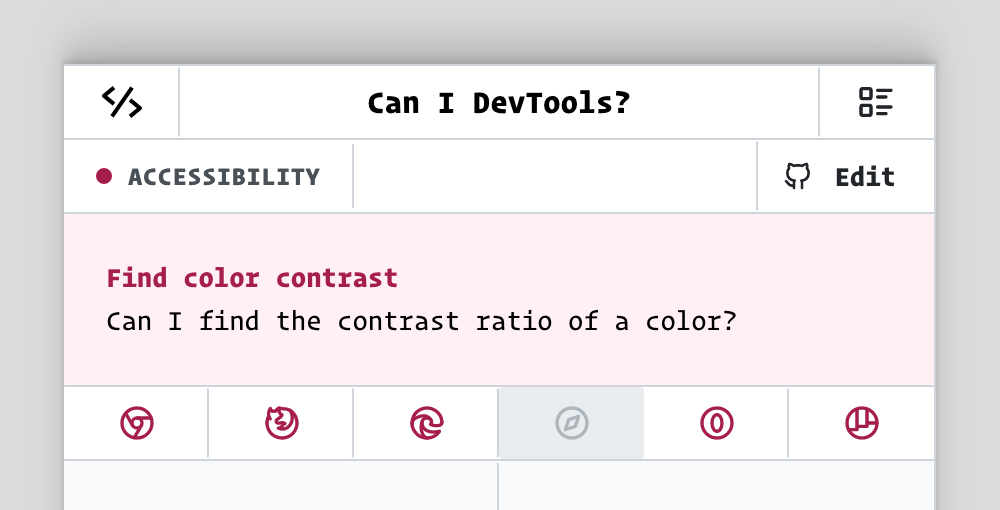 Can I DevTools?
ACCESSIBILITY
Edit
Find color contrast
Can I find the contrast ratio of a color?